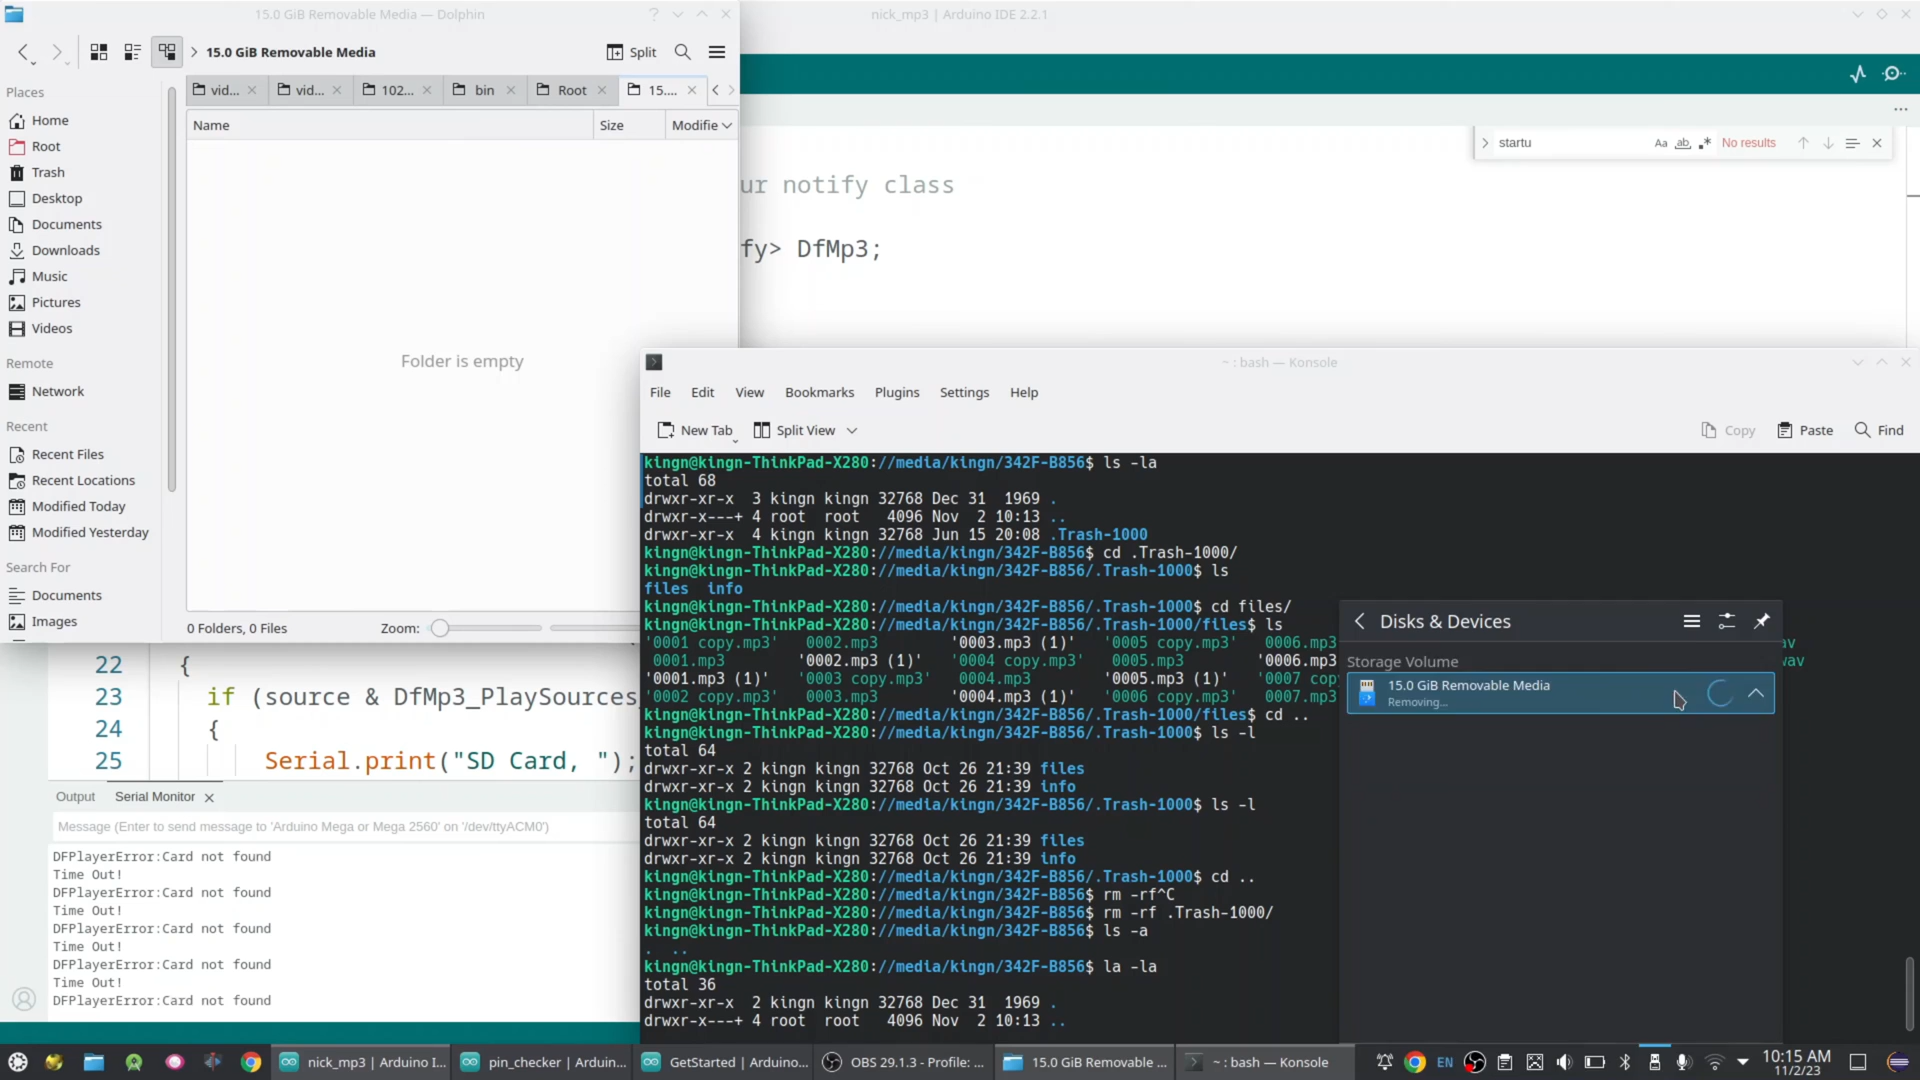 15.0 GiB Removable Media — Dolphin
nick_mp3 | Arduino IDE 2.2.1
15.0 GiB Removable Media
Split
Places
Home
Root
Trash
Desktop
Documents
Downloads
Music
Pictures
Videos
Remote
Network
Recent
Recent Files
Recent Locations
Modified Today
Modified Yesterday
Search For
Documents
Images
vid...
vid...
102...
bin
Root
15....
Name
Size
Modifie
Folder is empty
0 Folders, 0 Files
Zoom:
startu
Aa
ab
No results
ur notify class
fy> DfMp3;
~ : bash — Konsole
File
Edit
View
Bookmarks
Plugins
Settings
Help
New Tab
Split View
Copy
Paste
Find
kingn@kingn-ThinkPad-X280://media/kingn/342F-B856$ ls -la
total 68
drwxr-xr-x  3 kingn kingn 32768 Dec 31  1969 .
drwxr-x---+ 4 root  root   4096 Nov  2 10:13 ..
drwxr-xr-x  4 kingn kingn 32768 Jun 15 20:08 .Trash-1000
kingn@kingn-ThinkPad-X280://media/kingn/342F-B856$ cd .Trash-1000/
kingn@kingn-ThinkPad-X280://media/kingn/342F-B856/.Trash-1000$ ls
files  info
kingn@kingn-ThinkPad-X280://media/kingn/342F-B856/.Trash-1000$ cd files/
kingn@kingn-ThinkPad-X280://media/kingn/342F-B856/.Trash-1000/files$ ls
'0001 copy.mp3'   0002.mp3   '0003.mp3 (1)'   '0005 copy.mp3'   0006.mp3   av
0001.mp3   '0002.mp3 (1)'   '0004 copy.mp3'   0005.mp3   '0006.mp3   wav
'0001.mp3 (1)'   '0003 copy.mp3'   0004.mp3   '0005.mp3 (1)'   '0007 cop
'0002 copy.mp3'   0003.mp3   '0004.mp3 (1)'   '0006 copy.mp3'   0007.mp3
kingn@kingn-ThinkPad-X280://media/kingn/342F-B856/.Trash-1000/files$ cd ..
kingn@kingn-ThinkPad-X280://media/kingn/342F-B856/.Trash-1000$ ls -l
total 64
drwxr-xr-x 2 kingn kingn 32768 Oct 26 21:39 files
drwxr-xr-x 2 kingn kingn 32768 Oct 26 21:39 info
kingn@kingn-ThinkPad-X280://media/kingn/342F-B856/.Trash-1000$ ls -l
total 64
drwxr-xr-x 2 kingn kingn 32768 Oct 26 21:39 files
drwxr-xr-x 2 kingn kingn 32768 Oct 26 21:39 info
kingn@kingn-ThinkPad-X280://media/kingn/342F-B856/.Trash-1000$ cd ..
kingn@kingn-ThinkPad-X280://media/kingn/342F-B856$ rm -rf^C
kingn@kingn-ThinkPad-X280://media/kingn/342F-B856$ rm -rf .Trash-1000/
kingn@kingn-ThinkPad-X280://media/kingn/342F-B856$ ls -a
.  ..
kingn@kingn-ThinkPad-X280://media/kingn/342F-B856$ la -la
total 36
drwxr-xr-x  2 kingn kingn 32768 Dec 31  1969 .
drwxr-x---+ 4 root  root   4096 Nov  2 10:13 ..
Disks & Devices
Storage Volume
15.0 GiB Removable Media
Removing...
22 {
23 if (source & DfMp3_PlaySources
24 {
25 Serial.print("SD Card, ");
Output
Serial Monitor
Message (Enter to send message to 'Arduino Mega or Mega 2560' on '/dev/ttyACM0')
DFPlayerError:Card not found
Time Out!
DFPlayerError:Card not found
Time Out!
DFPlayerError:Card not found
Time Out!
DFPlayerError:Card not found
Time Out!
DFPlayerError:Card not found
nick_mp3 | Arduino I...
pin_checker | Arduin...
GetStarted | Arduino...
OBS 29.1.3 - Profile: ...
15.0 GiB Removable ...
~ : bash — Konsole
EN
10:15 AM
11/2/23